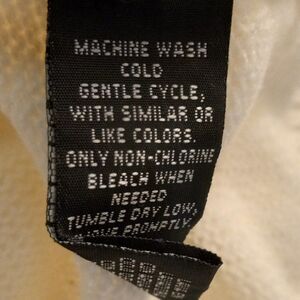 MACHINE WASH
COLD
GENTLE CYCLE,
WITH SIMILAR OR
LIKE COLORS.
ONLY NON-CHLORINE
BLEACH WHEN
NEEDED
TUMBLE DRY LOW,
PROMPTLY